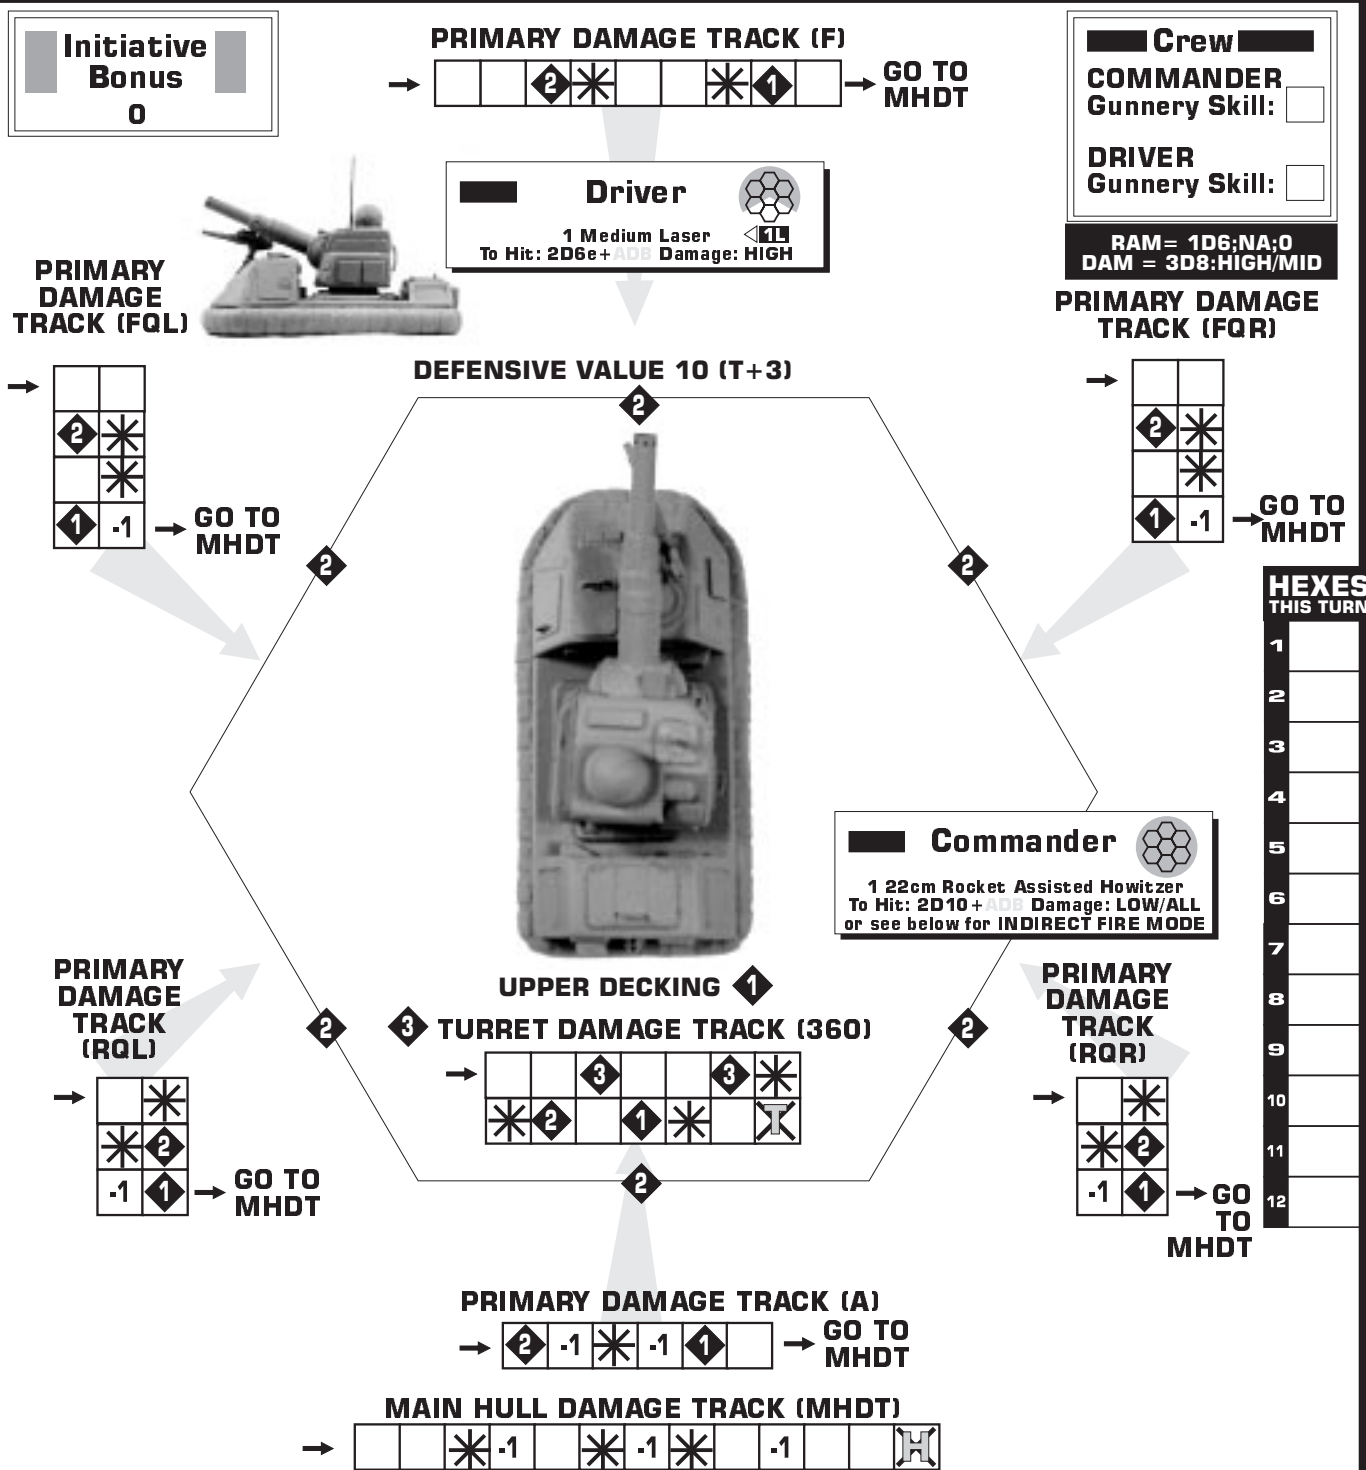 Initiative
Bonus
0
PRIMARY DAMAGE TRACK (F)
2 1
GO TO
MHDT
Crew
COMMANDER
Gunnery Skill:
DRIVER
Gunnery Skill:
RAM= 1D6;NA;0
DAM = 3D8:HIGH/MID
Driver
1 Medium Laser 1L
To Hit: 2D6e+ADB Damage: HIGH
PRIMARY
DAMAGE
TRACK (FQL)
2
1 -1
GO TO
MHDT
PRIMARY DAMAGE
TRACK (FQR)
2
1 -1
GO TO
MHDT
DEFENSIVE VALUE 10 (T+3)
2
2
2
HEXES
THIS TURN
1
2
3
4
5
6
7
8
9
10
11
12
Commander
1 22cm Rocket Assisted Howitzer
To Hit: 2D10+ADB Damage: LOW/ALL
or see below for INDIRECT FIRE MODE
UPPER DECKING 1
2
2
3 TURRET DAMAGE TRACK (360)
3 3
2 1 T
2
PRIMARY
DAMAGE
TRACK
(RQL)
2
-1 1
GO TO
MHDT
PRIMARY
DAMAGE
TRACK
(RQR)
2
-1 1
GO
TO
MHDT
PRIMARY DAMAGE TRACK (A)
2 -1 -1 1
GO TO
MHDT
MAIN HULL DAMAGE TRACK (MHDT)
-1 -1 -1 H